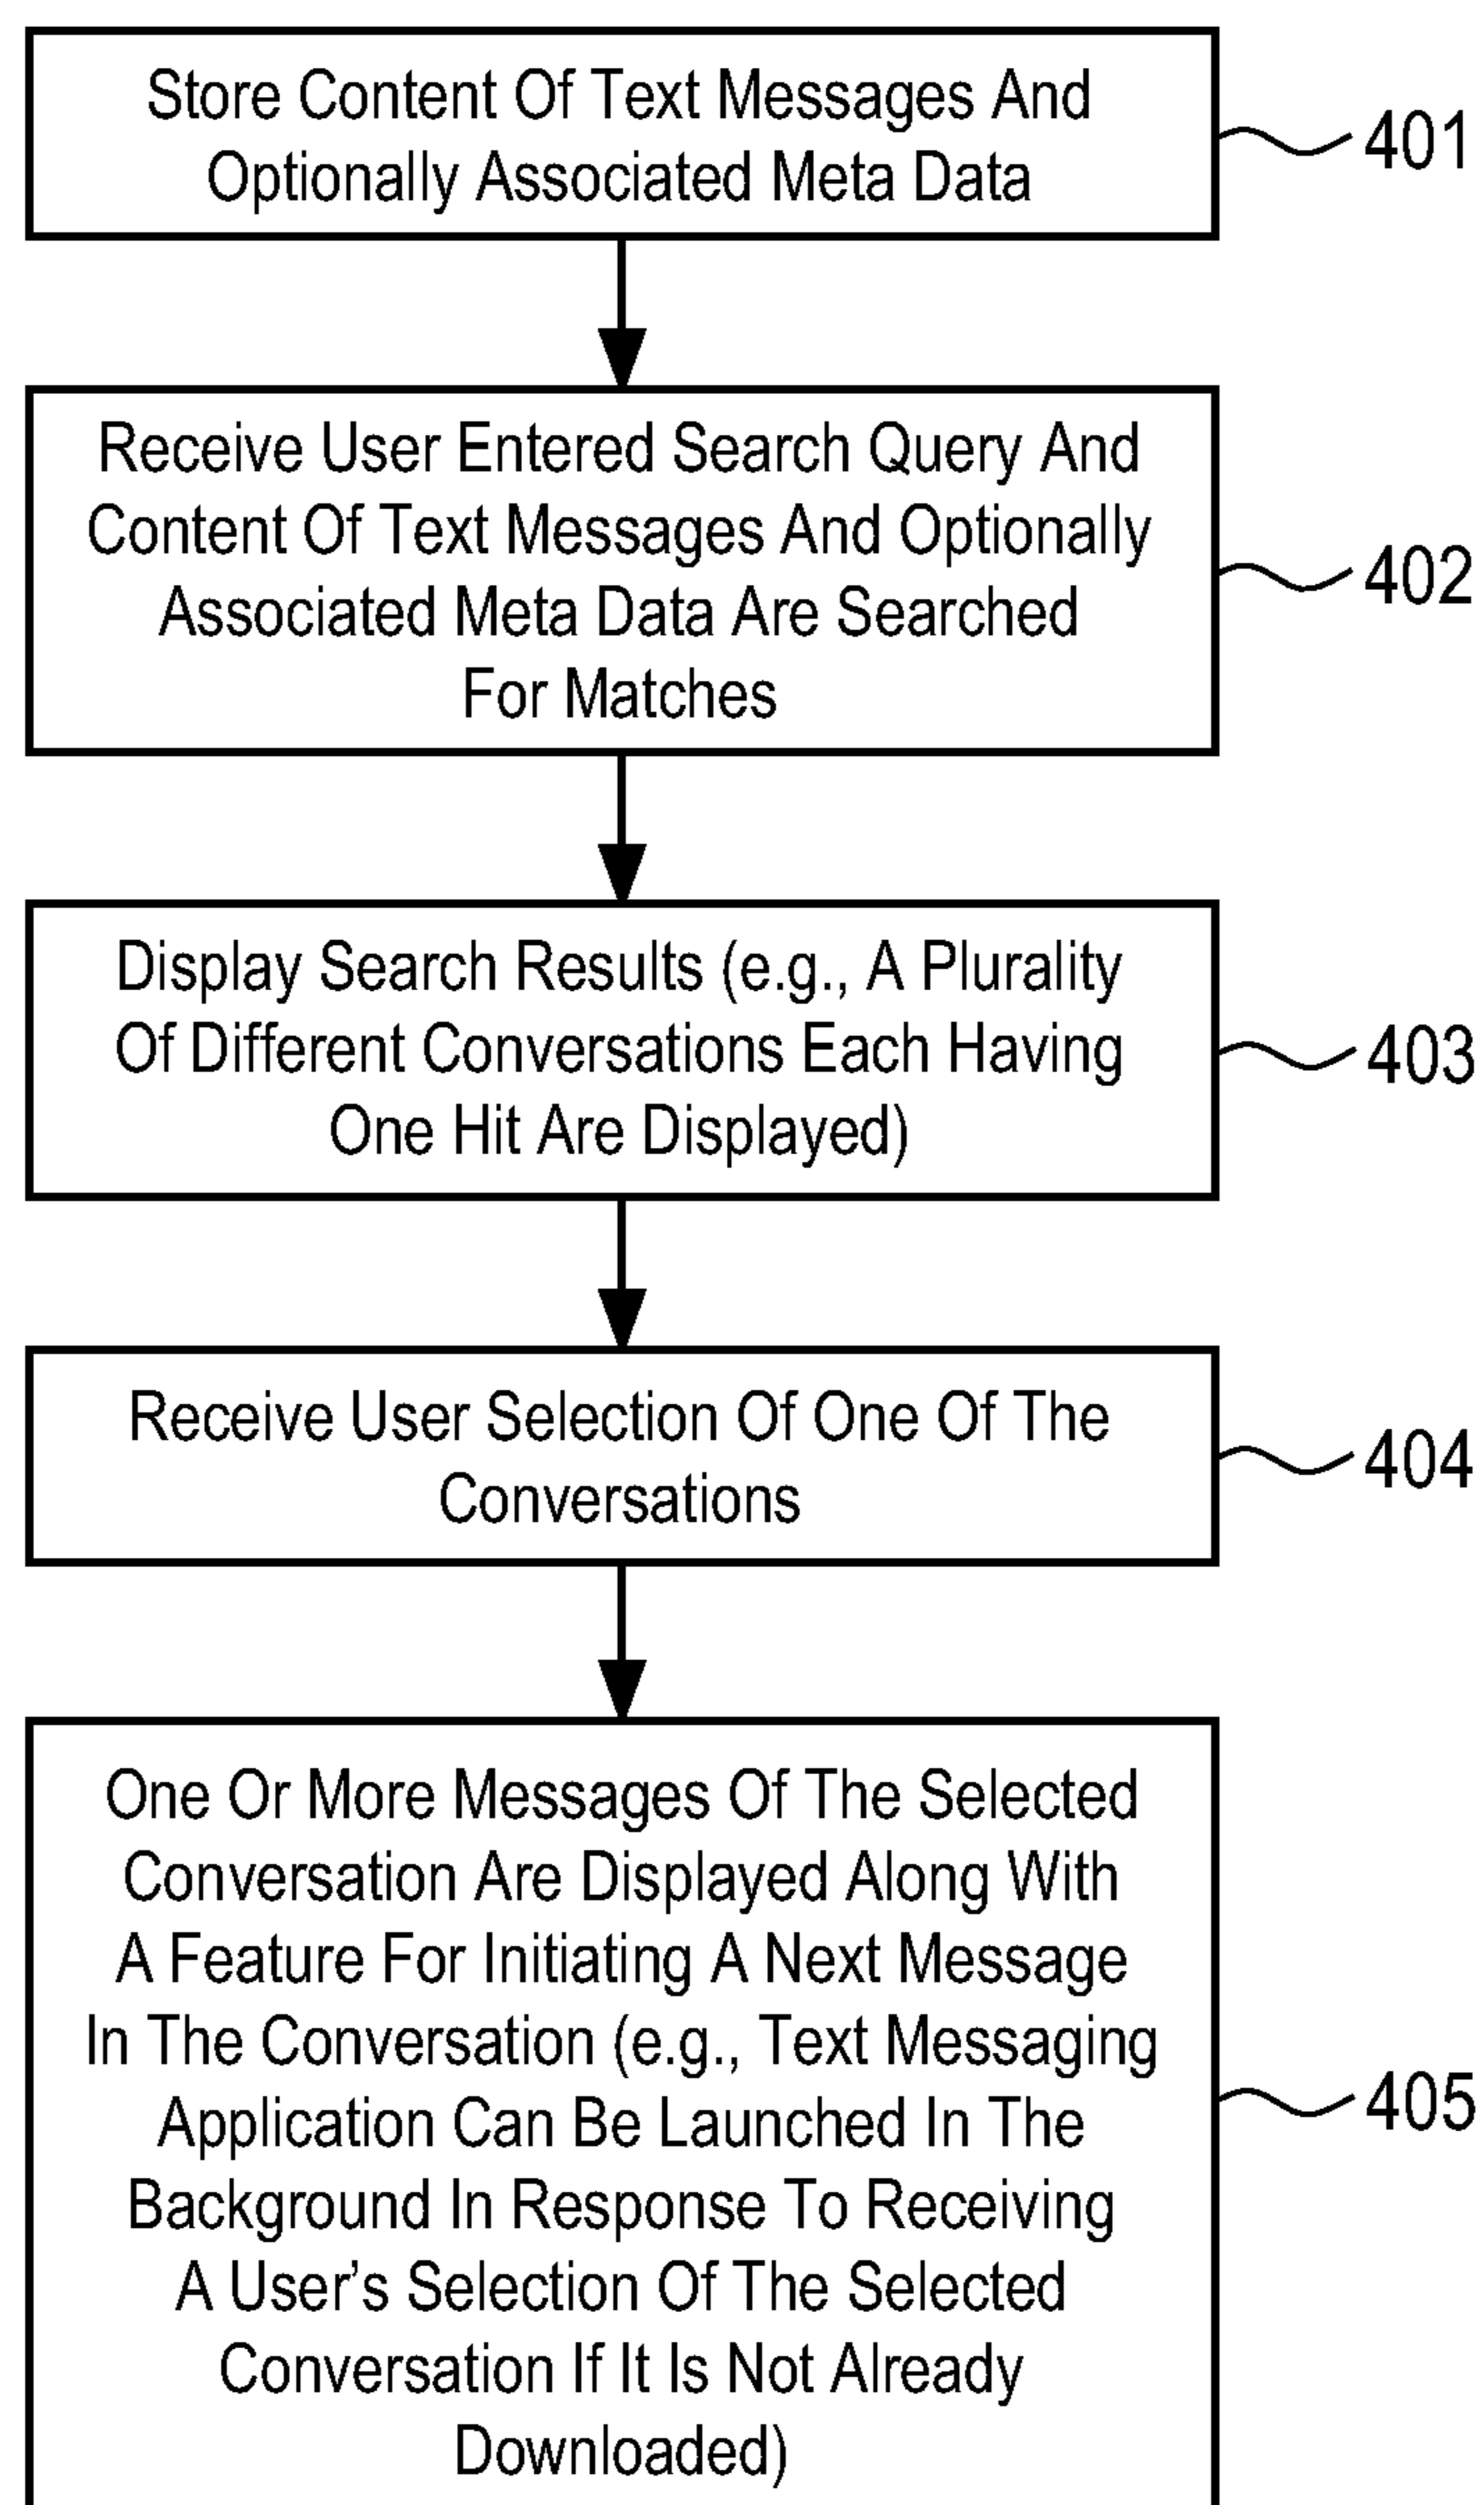 Store Content Of Text Messages And
Optionally Associated Meta Data
401
Receive User Entered Search Query And
Content Of Text Messages And Optionally
Associated Meta Data Are Searched
For Matches
402
Display Search Results (e.g., A Plurality
Of Different Conversations Each Having
One Hit Are Displayed)
403
Receive User Selection Of One Of The
Conversations
404
One Or More Messages Of The Selected
Conversation Are Displayed Along With
A Feature For Initiating A Next Message
In The Conversation (e.g., Text Messaging
Application Can Be Launched In The
Background In Response To Receiving
A User's Selection Of The Selected
Conversation If It Is Not Already
Downloaded)
405